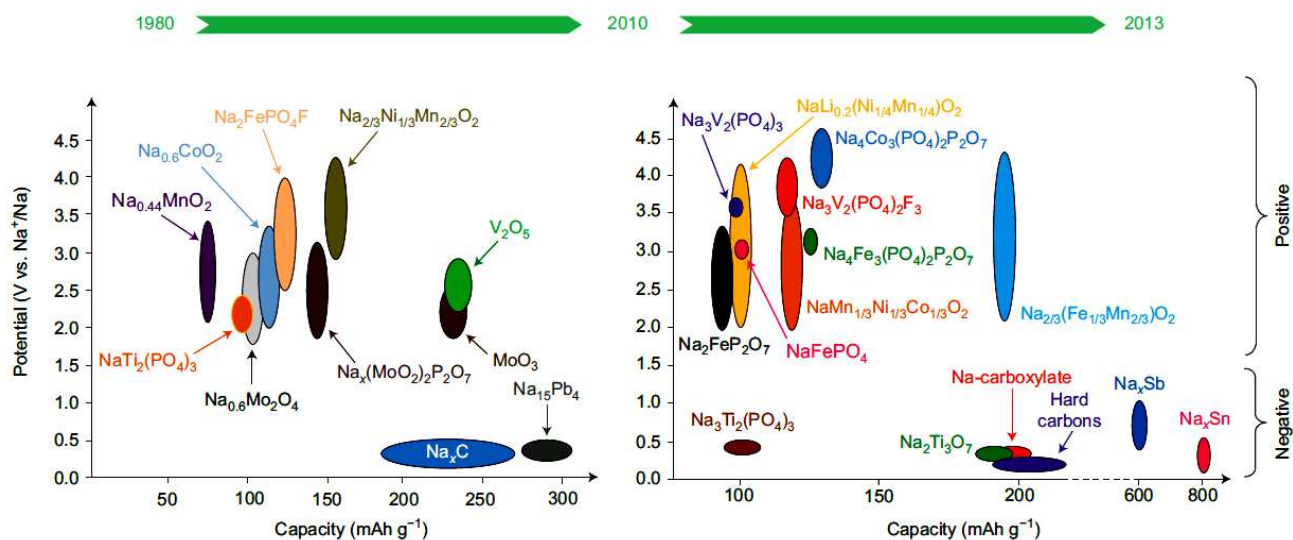 1980
2010
2013
Potential (V vs. Na⁺/Na)
4.5
4.0
3.5
3.0
2.5
2.0
1.5
1.0
0.5
0.0
Na₂FePO₄F
Na₂/₃Ni₁/₃Mn₂/₃O₂
Na₀.₆CoO₂
Na₀.₄₄MnO₂
V₂O₅
NaTi₂(PO₄)₃
Na₀.₆Mo₂O₄
Naₓ(MoO₂)₂P₂O₇
MoO₃
Na₁₅Pb₄
NaₓC
50
100
150
200
250
300
Capacity (mAh g⁻¹)
4.5
4.0
3.5
3.0
2.5
2.0
1.5
1.0
0.5
0.0
NaLi₀.₂(Ni₁/₄Mn₁/₄)O₂
Na₃V₂(PO₄)₃
Na₄Co₃(PO₄)₂P₂O₇
Na₃V₂(PO₄)₂F₃
Na₄Fe₃(PO₄)₂P₂O₇
NaMn₁/₃Ni₁/₃Co₁/₃O₂
Na₂/₃(Fe₁/₃Mn₂/₃)O₂
Na₂FeP₂O₇
NaFePO₄
Na-carboxylate
Hard
carbons
NaₓSb
NaₓSn
Na₃Ti₂(PO₄)₃
Na₂Ti₃O₇
100
150
200
600
800
Capacity (mAh g⁻¹)
Positive
Negative